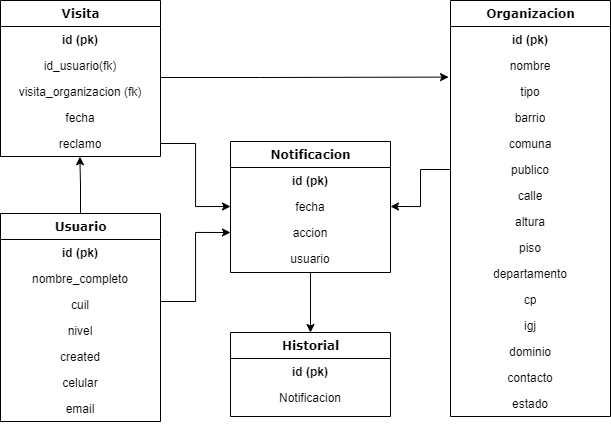 Visita
id (pk)
id_usuario(fk)
visita_organizacion (fk)
fecha
reclamo
Organizacion
id (pk)
nombre
tipo
barrio
comuna
publico
calle
altura
piso
departamento
cp
igj
dominio
contacto
estado
Notificacion
id (pk)
fecha
accion
usuario
Usuario
id (pk)
nombre_completo
cuil
nivel
created
celular
email
Historial
id (pk)
Notificacion